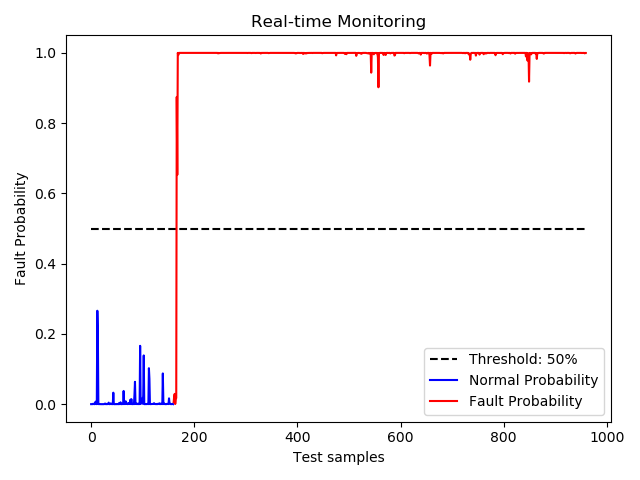 Real-time Monitoring
Fault Probability
1.0
0.8
0.6
0.4
0.2
0.0
Threshold: 50%
Normal Probability
Fault Probability
0
200
400
600
800
1000
Test samples